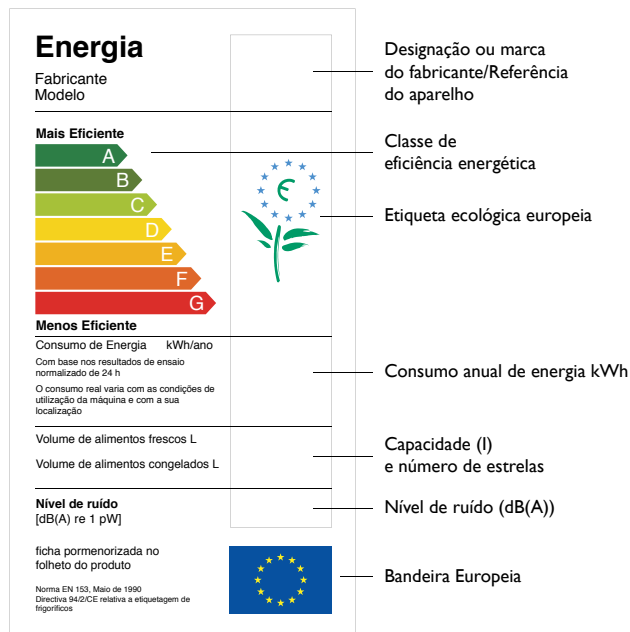 Energia
Fabricante
Modelo
Designação ou marca
do fabricante/Referência
do aparelho
Mais Eficiente
A
B
C
D
E
F
G
Menos Eficiente
Classe de
eficiência energética
Etiqueta ecológica europeia
Consumo de Energia kWh/ano
Com base nos resultados de ensaio
normalizado de 24 h
O consumo real varia com as condições de
utilização da máquina e com a sua
localização
Consumo anual de energia kWh
Volume de alimentos frescos L
Volume de alimentos congelados L
Capacidade (l)
e número de estrelas
Nível de ruído
[dB(A) re 1 pW]
Nível de ruído (dB(A))
ficha pormenorizada no
folheto do produto
Norma EN 153, Maio de 1990
Directiva 94/2/CE relativa a etiquetagem de
frigoríficos
Bandeira Europeia